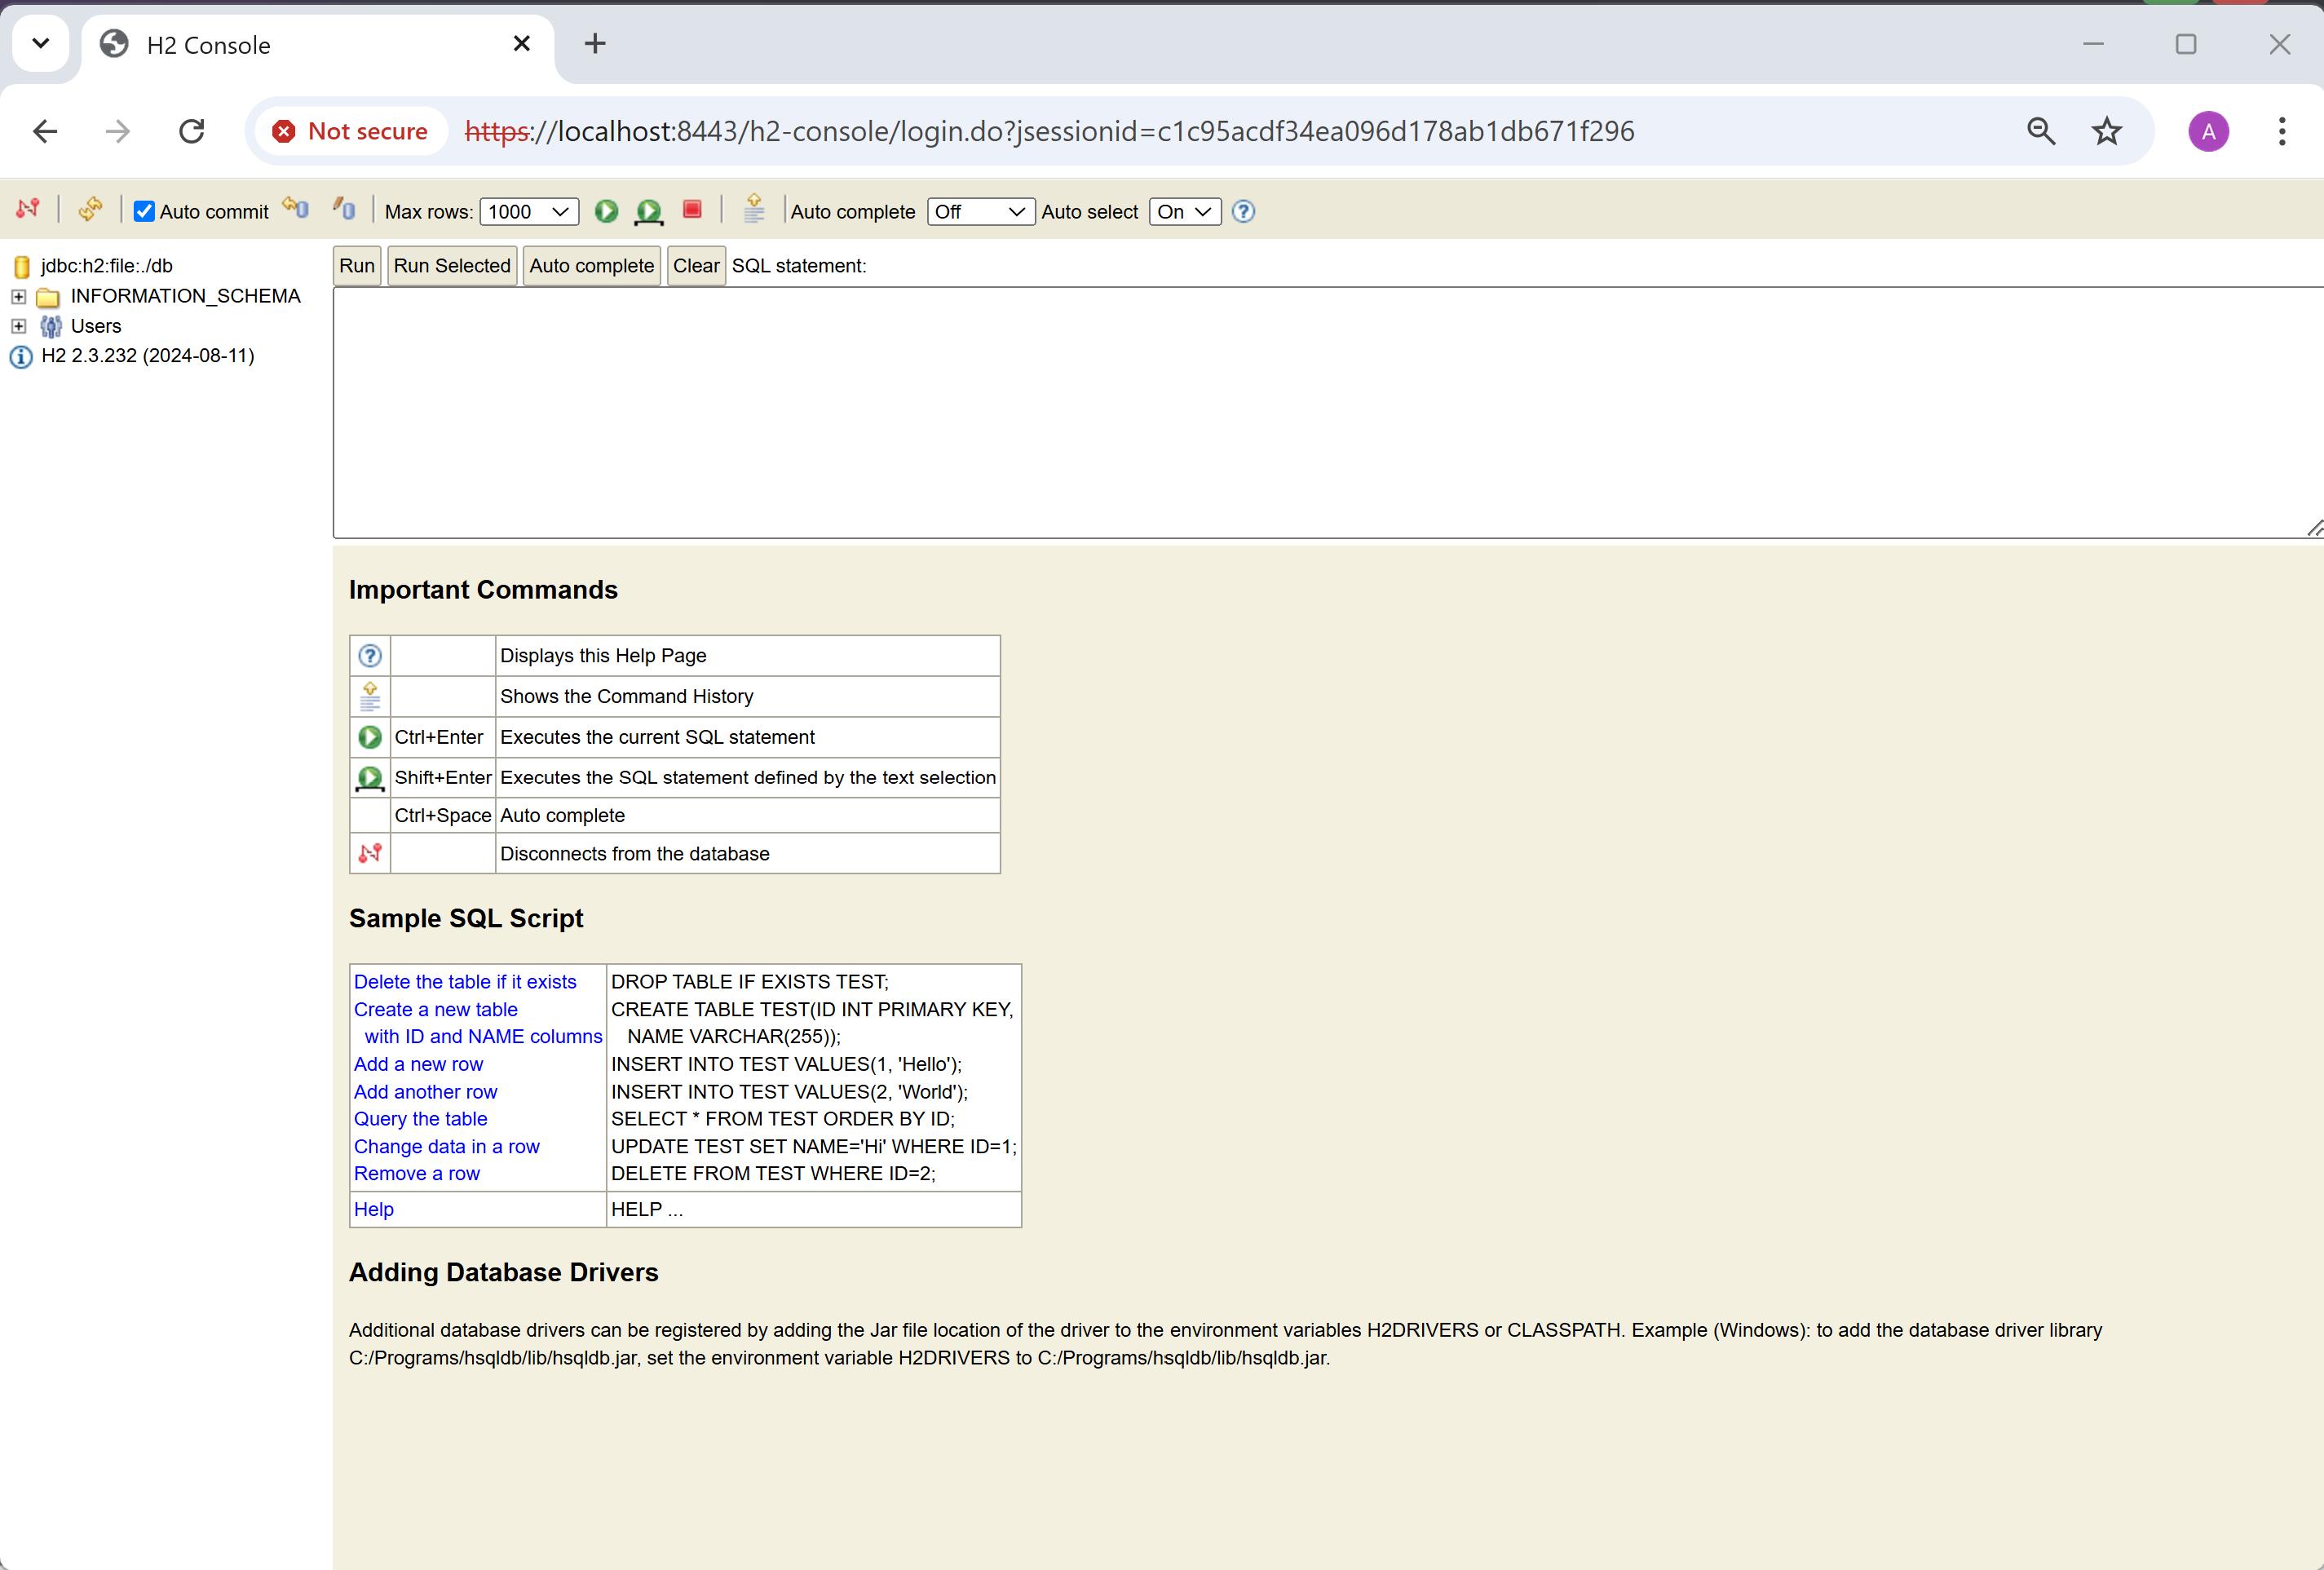 H2 Console
Not secure https://localhost:8443/h2-console/login.do?jsessionid=c1c95acdf34ea096d178ab1db671f296 A
Auto commit Max rows: 1000 Auto complete Off Auto select On
jdbc:h2:file:./db
INFORMATION_SCHEMA
Users
H2 2.3.232 (2024-08-11)
Run Run Selected Auto complete Clear SQL statement:
Important Commands
Displays this Help Page
Shows the Command History
Ctrl+Enter Executes the current SQL statement
Shift+Enter Executes the SQL statement defined by the text selection
Ctrl+Space Auto complete
Disconnects from the database
Sample SQL Script
Delete the table if it exists DROP TABLE IF EXISTS TEST;
Create a new table CREATE TABLE TEST(ID INT PRIMARY KEY,
with ID and NAME columns NAME VARCHAR(255));
Add a new row INSERT INTO TEST VALUES(1, 'Hello');
Add another row INSERT INTO TEST VALUES(2, 'World');
Query the table SELECT * FROM TEST ORDER BY ID;
Change data in a row UPDATE TEST SET NAME='Hi' WHERE ID=1;
Remove a row DELETE FROM TEST WHERE ID=2;
Help HELP ...
Adding Database Drivers
Additional database drivers can be registered by adding the Jar file location of the driver to the environment variables H2DRIVERS or CLASSPATH. Example (Windows): to add the database driver library
C:/Programs/hsqldb/lib/hsqldb.jar, set the environment variable H2DRIVERS to C:/Programs/hsqldb/lib/hsqldb.jar.